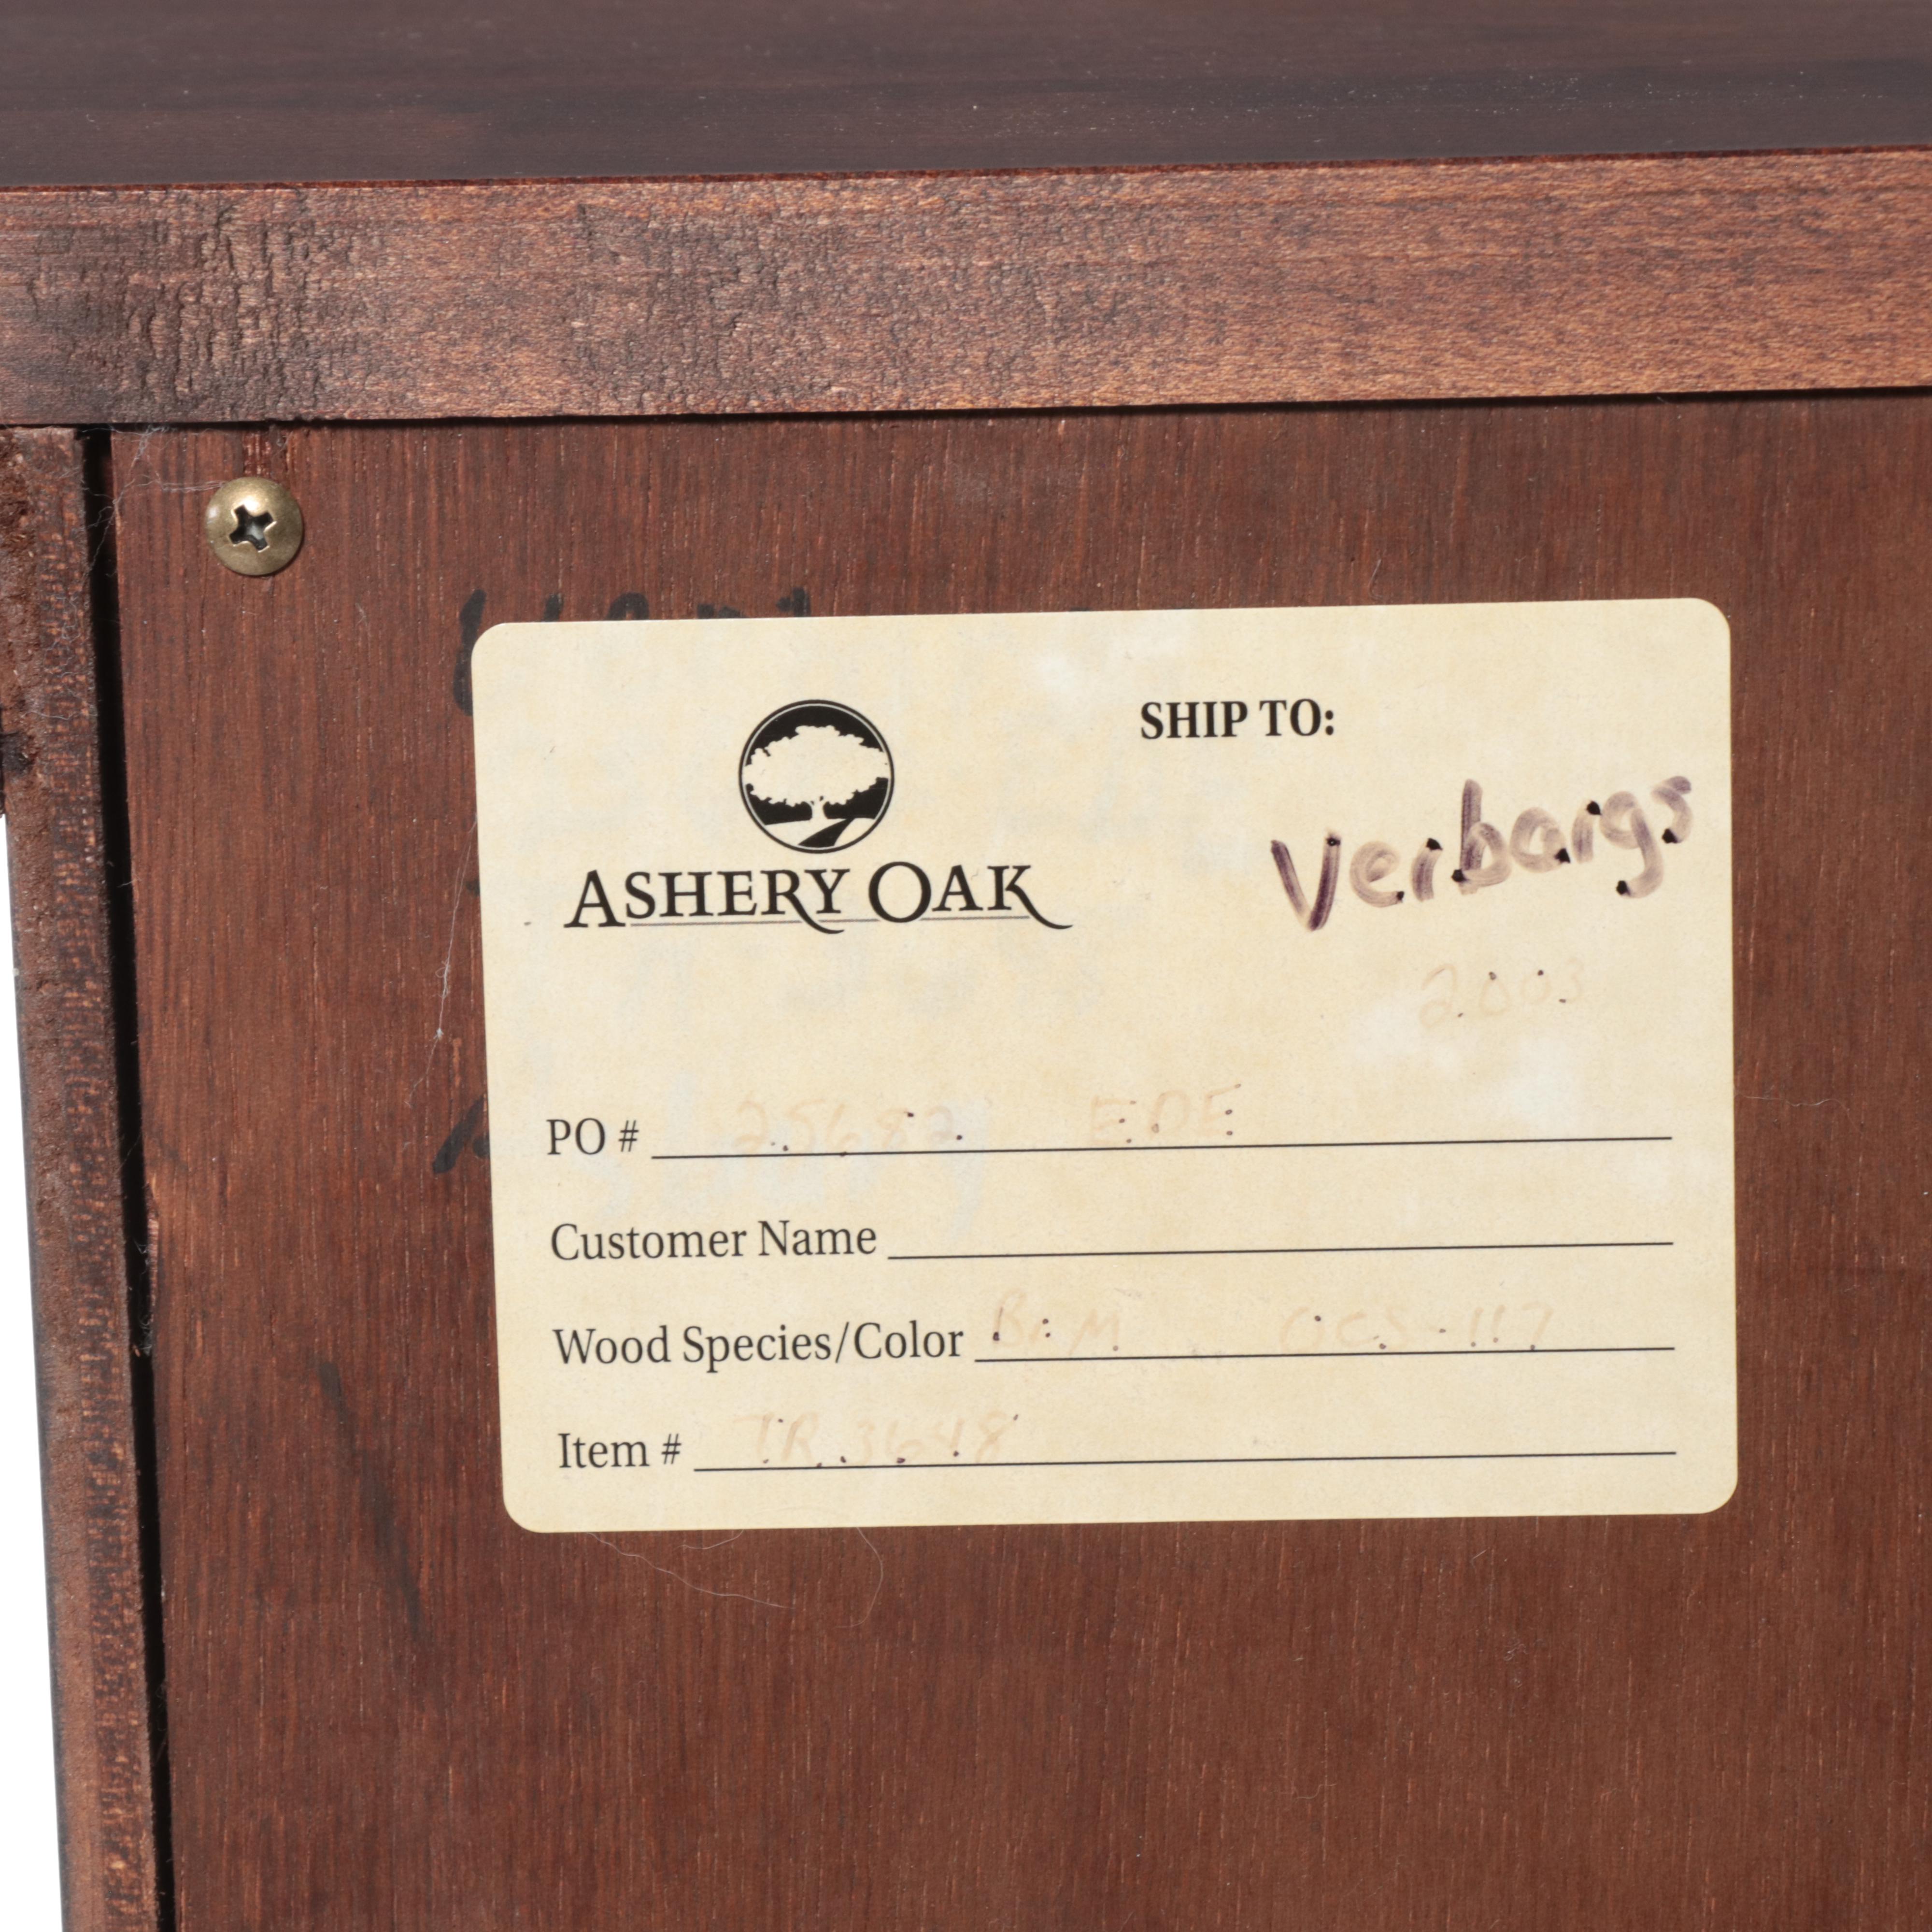 SHIP TO:
ASHERY OAK
Verbargs
2003
PO # 25682 EDE
Customer Name
Wood Species/Color BrM OCS-117
Item # TR 3648